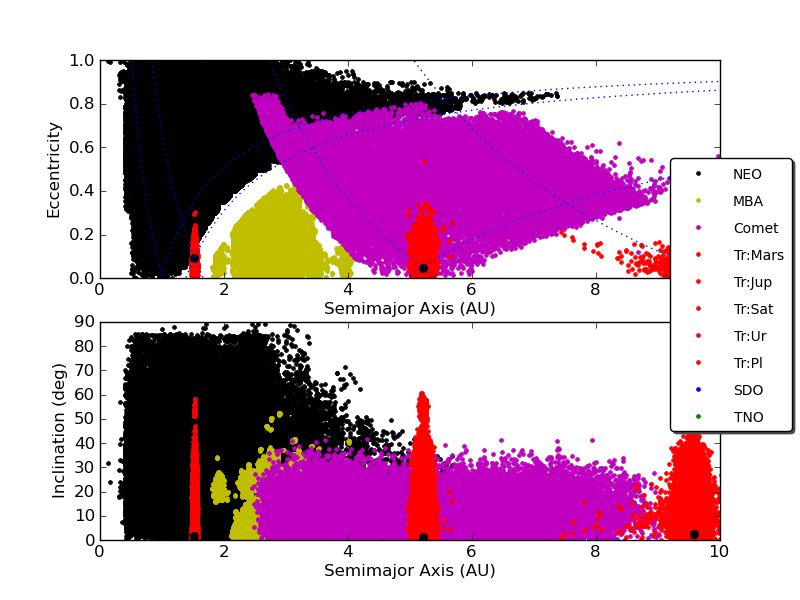 1.0
0.8
0.6
0.4
0.2
0.0
Eccentricity
0 2 4 6 8
Semimajor Axis (AU)
NEO
MBA
Comet
Tr:Mars
Tr:Jup
Tr:Sat
Tr:Ur
Tr:Pl
SDO
TNO
90
80
70
60
50
40
30
20
10
0
Inclination (deg)
0 2 4 6 8 10
Semimajor Axis (AU)